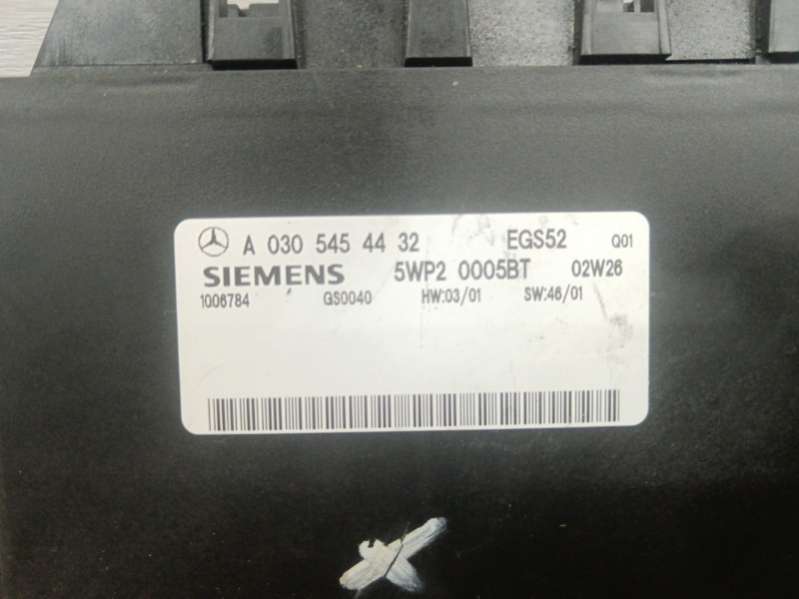 A 030 545 44 32 EGS52 Q01
SIEMENS 5WP2 0005BT 02W26
1006784 GS0040 HW:03/01 SW:46/01